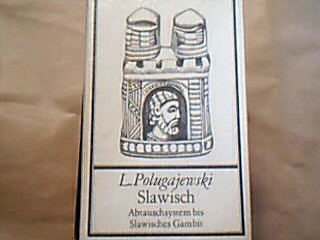 L. Polugajewski
Slawisch
Abtauschsystem bis
Slawisches Gambit